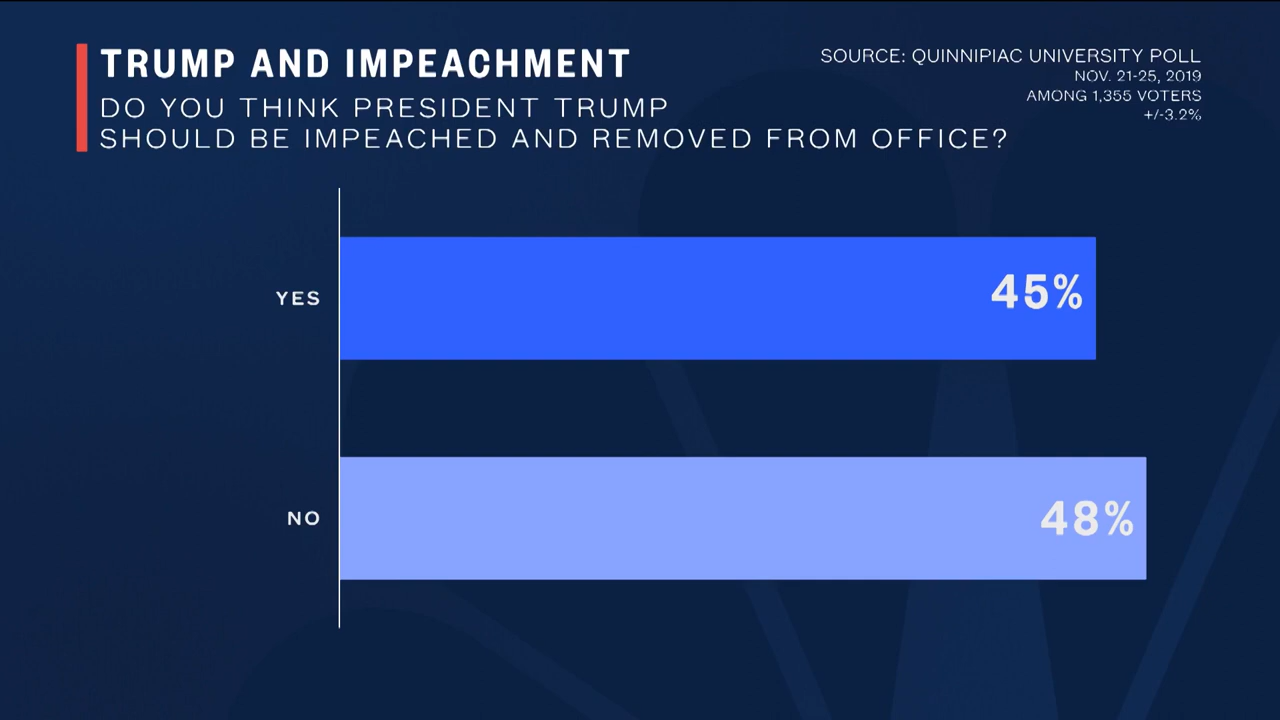 TRUMP AND IMPEACHMENT
DO YOU THINK PRESIDENT TRUMP
SHOULD BE IMPEACHED AND REMOVED FROM OFFICE?
SOURCE: QUINNIPIAC UNIVERSITY POLL
NOV. 21-25, 2019
AMONG 1,355 VOTERS
+/-3.2%
YES
45%
NO
48%